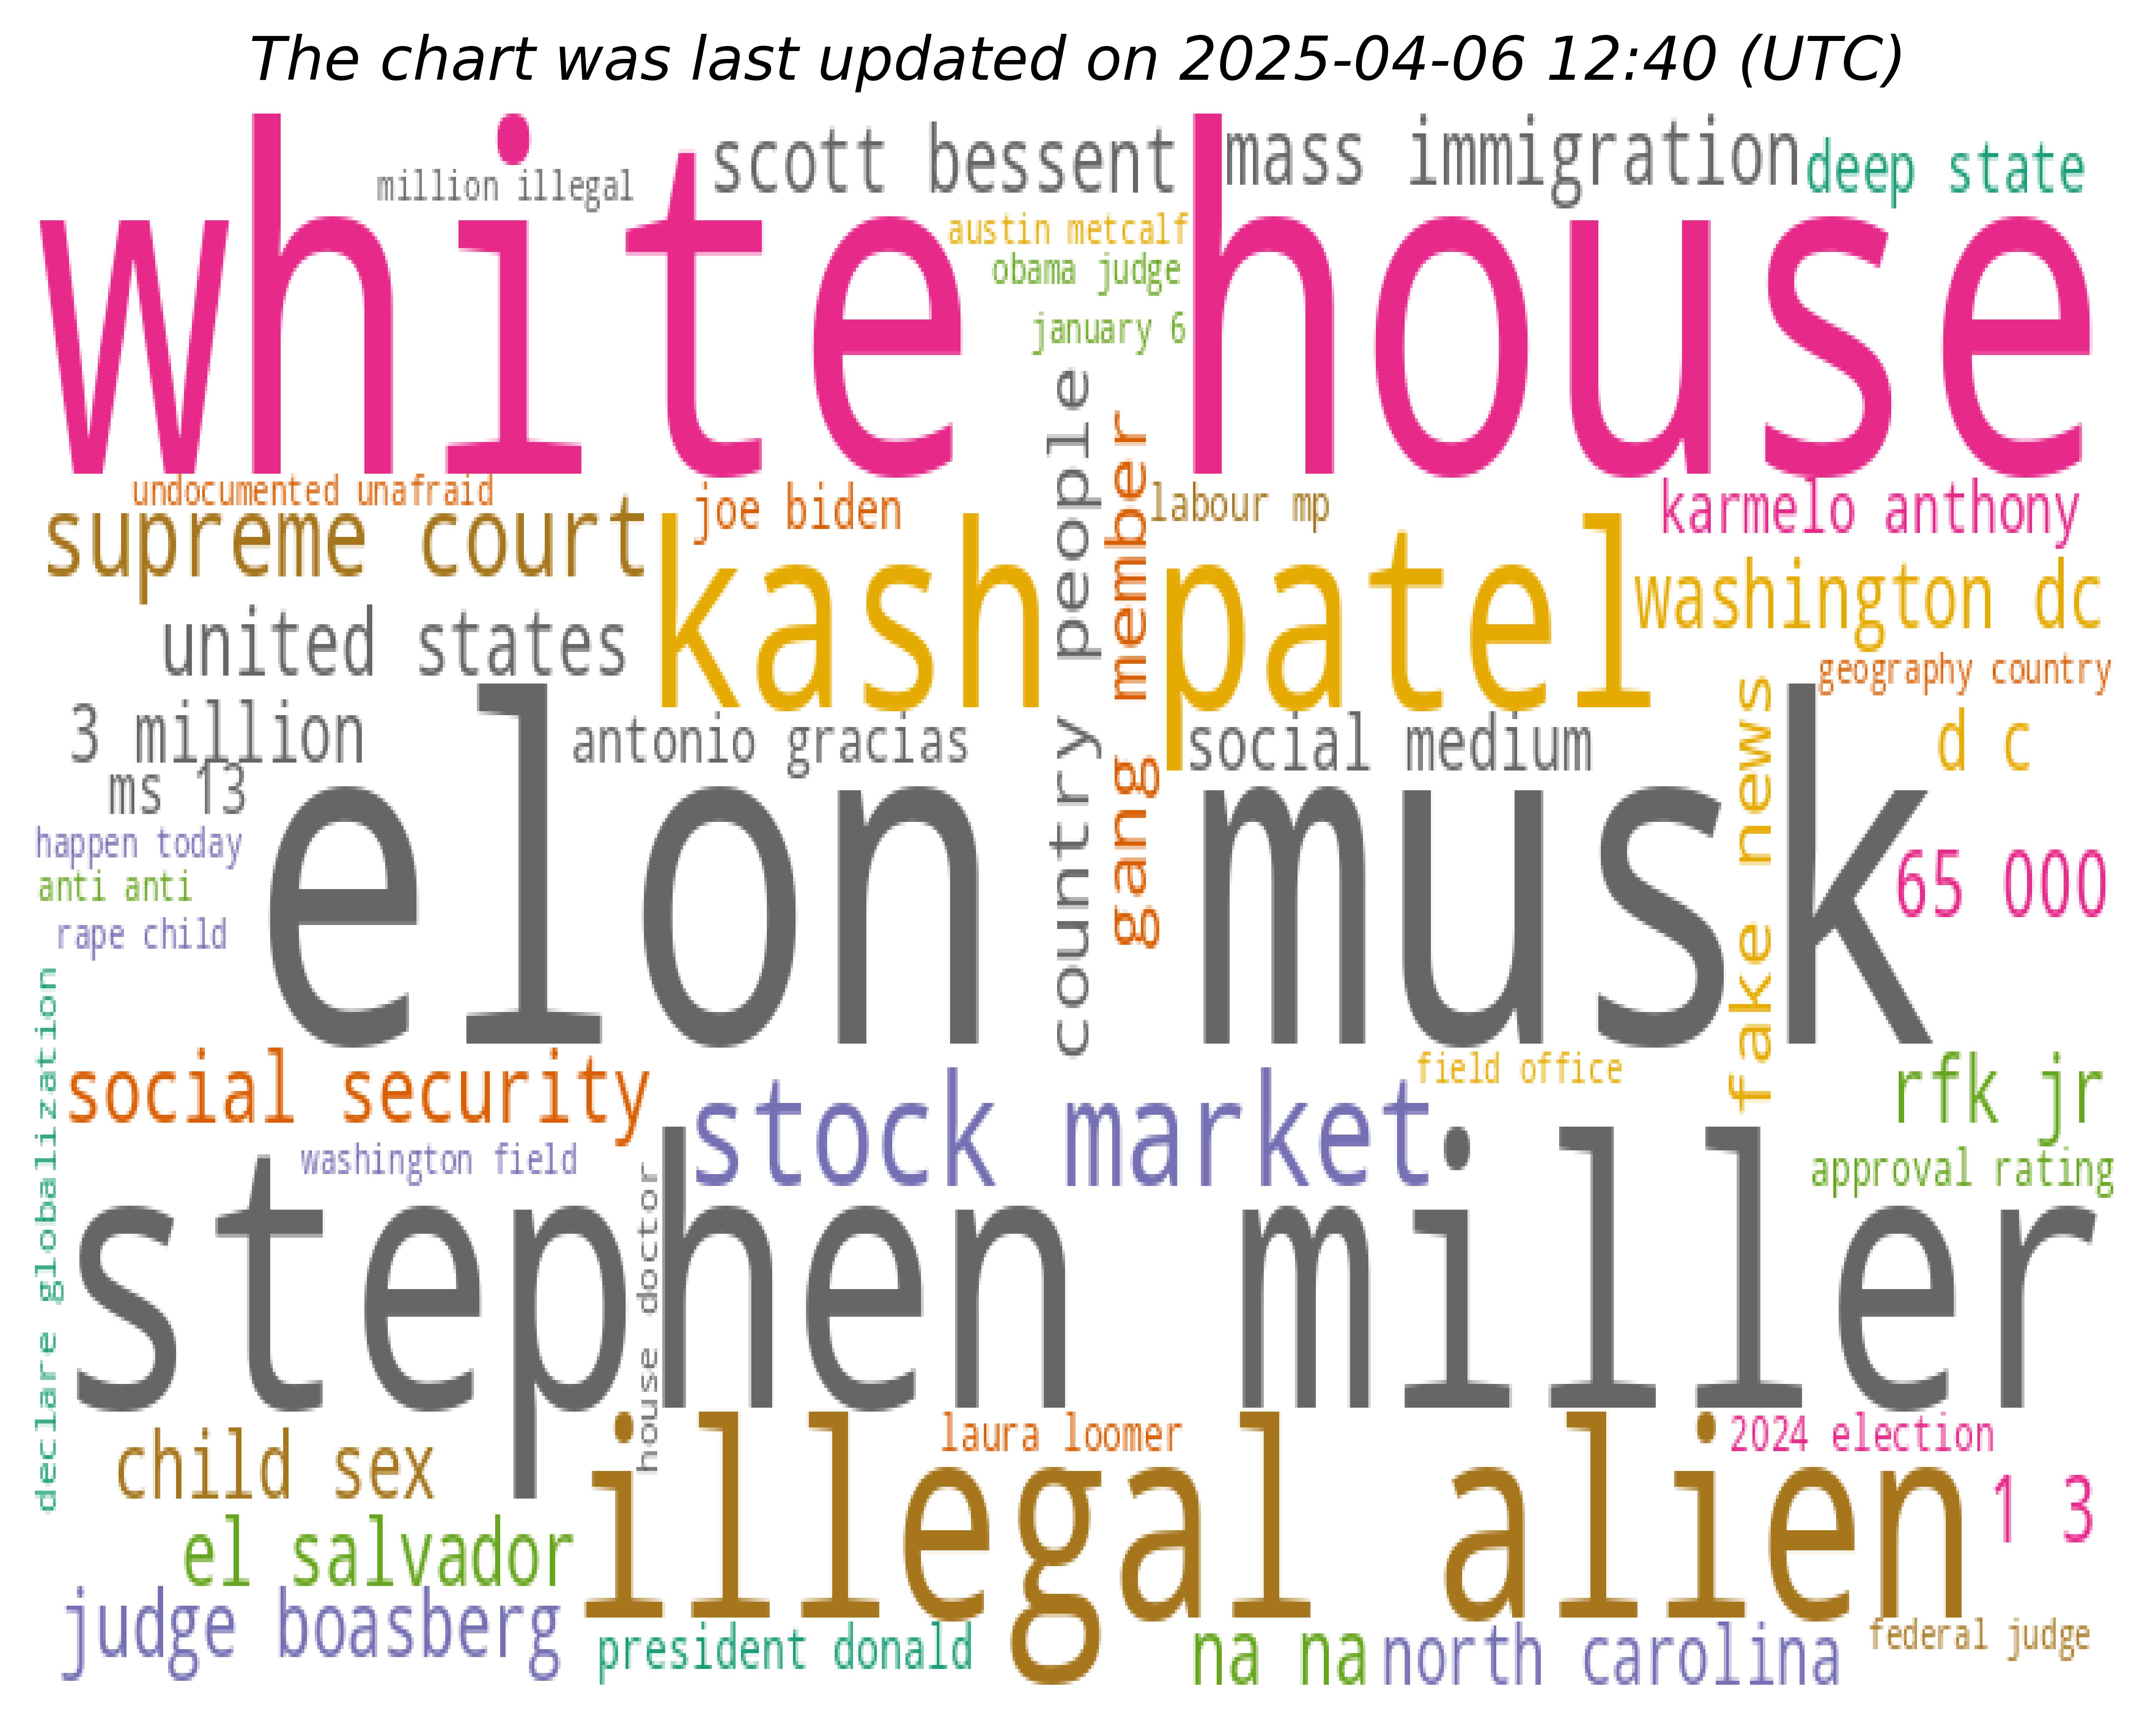 The chart was last updated on 2025-04-06 12:40 (UTC)
white house
million illegal
scott bessent
mass immigration
deep state
austin metcalf
obama judge
january 6
country people
gang member
undocumented unafraid
joe biden
labour mp
karmelo anthony
supreme court
kash patel
washington dc
united states
geography country
3 million
antonio gracias
social medium
fake news
d c
ms 13
elon musk
happen today
anti anti
rape child
65 000
declare globalization
social security
stock market
field office
rfk jr
washington field
house doctor
approval rating
stephen miller
child sex
laura loomer
2024 election
illegal alien
1 3
el salvador
judge boasberg
president donald
na na
north carolina
federal judge